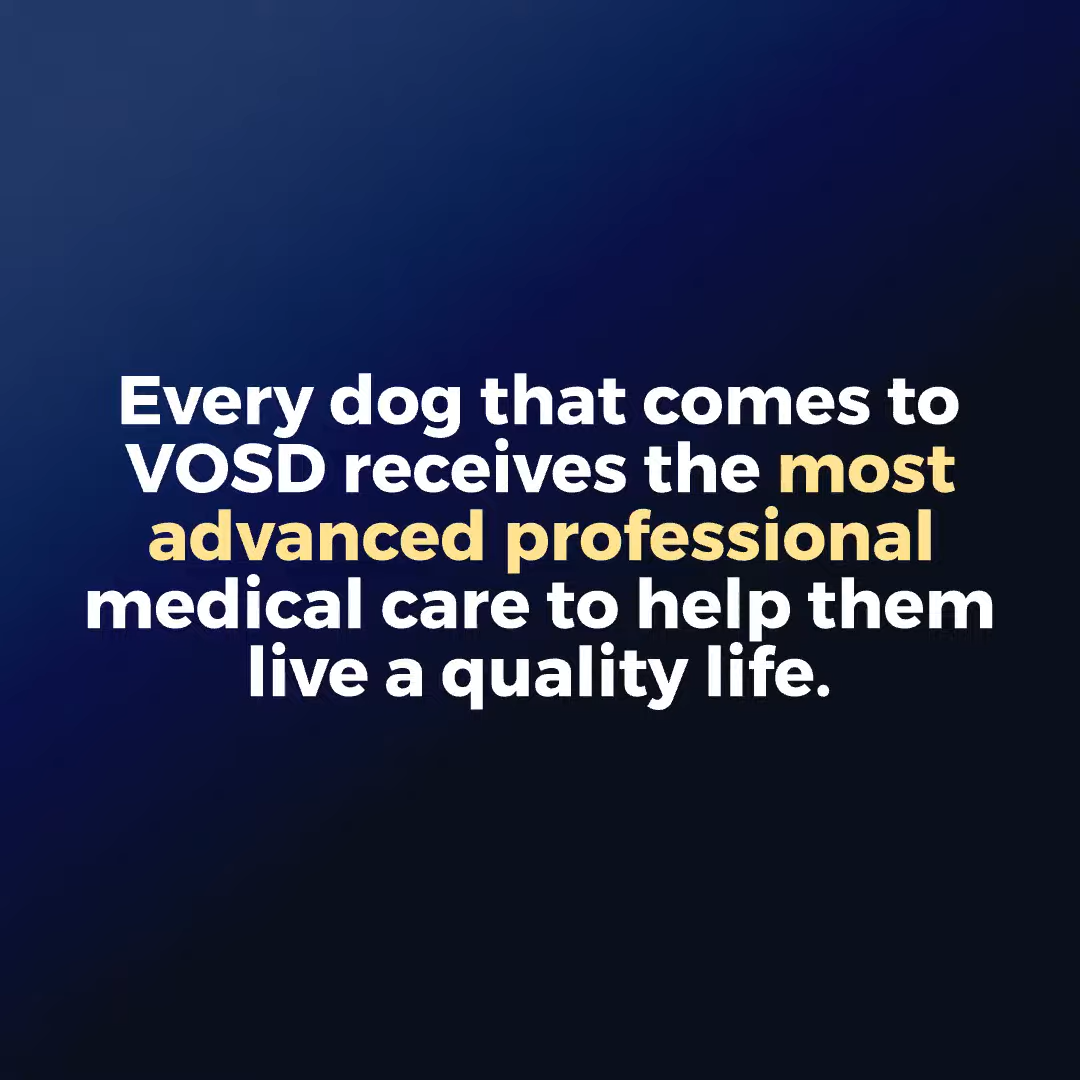 Every dog that comes to
VOSD receives the most
advanced professional
medical care to help them
live a quality life.